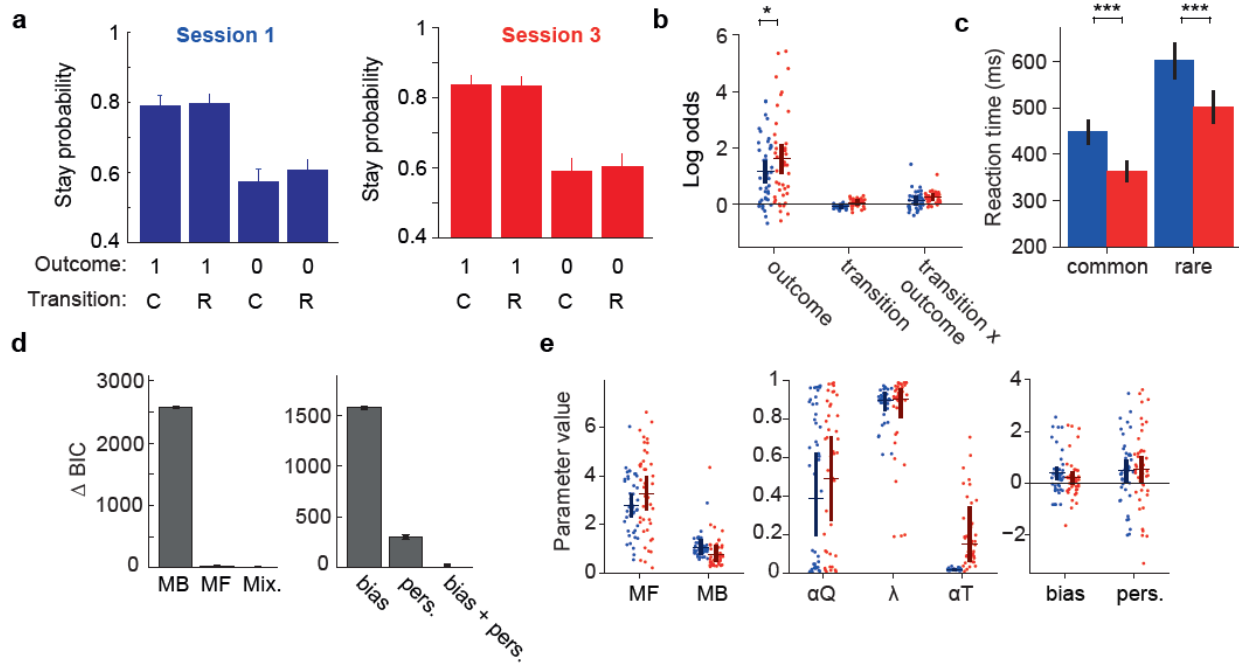 a
Session 1
Stay probability
1
0.8
0.6
0.4
Outcome: 1 1 0 0
Transition: C R C R
Session 3
Stay probability
1
0.8
0.6
0.4
1 1 0 0
C R C R
b
*
Log odds
6
4
2
0
outcome
transition
transition x
outcome
c
*** ***
Reaction time (ms)
600
500
400
300
200
common rare
d
Δ BIC
3000
2000
1000
0
MB MF Mix.
1500
500
0
bias
pers.
bias + pers.
e
Parameter value
6
4
2
0
MF MB
1
0.8
0.6
0.4
0.2
0
αQ λ αT
4
2
0
−2
bias pers.